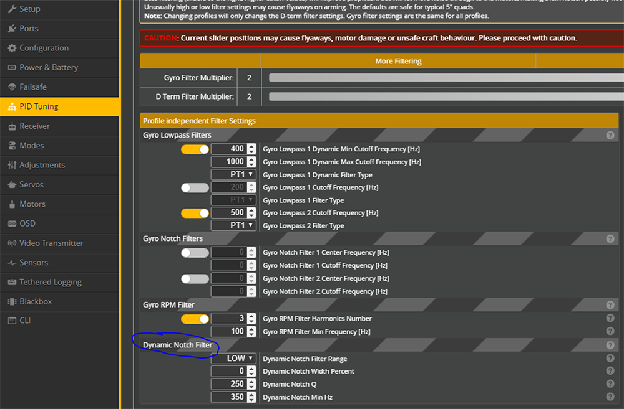 Setup
Ports
Configuration
Power & Battery
Failsafe
PID Tuning
Receiver
Modes
Adjustments
Servos
Motors
OSD
Video Transmitter
Sensors
Tethered Logging
Blackbox
CLI
Unusually high or low filter settings may cause flyaways on arming. The defaults are safe for typical 5" quads
Note: Changing profiles will only change the D-term filter settings. Gyro filter settings are the same for all profiles.
CAUTION: Current slider positions may cause flyaways, motor damage or unsafe craft behaviour. Please proceed with caution.
More Filtering
Gyro Filter Multiplier: 2
D Term Filter Multiplier: 2
Profile independent Filter Settings
Gyro Lowpass Filters
400 Gyro Lowpass 1 Dynamic Min Cutoff Frequency [Hz]
1000 Gyro Lowpass 1 Dynamic Max Cutoff Frequency [Hz]
PT1 Gyro Lowpass 1 Dynamic Filter Type
200 Gyro Lowpass 1 Cutoff Frequency [Hz]
PT1 Gyro Lowpass 1 Filter Type
500 Gyro Lowpass 2 Cutoff Frequency [Hz]
PT1 Gyro Lowpass 2 Filter Type
Gyro Notch Filters
0 Gyro Notch Filter 1 Center Frequency [Hz]
0 Gyro Notch Filter 1 Cutoff Frequency [Hz]
0 Gyro Notch Filter 2 Center Frequency [Hz]
0 Gyro Notch Filter 2 Cutoff Frequency [Hz]
Gyro RPM Filter
3 Gyro RPM Filter Harmonics Number
100 Gyro RPM Filter Min Frequency [Hz]
Dynamic Notch Filter
LOW Dynamic Notch Filter Range
0 Dynamic Notch Width Percent
250 Dynamic Notch Q
350 Dynamic Notch Min Hz